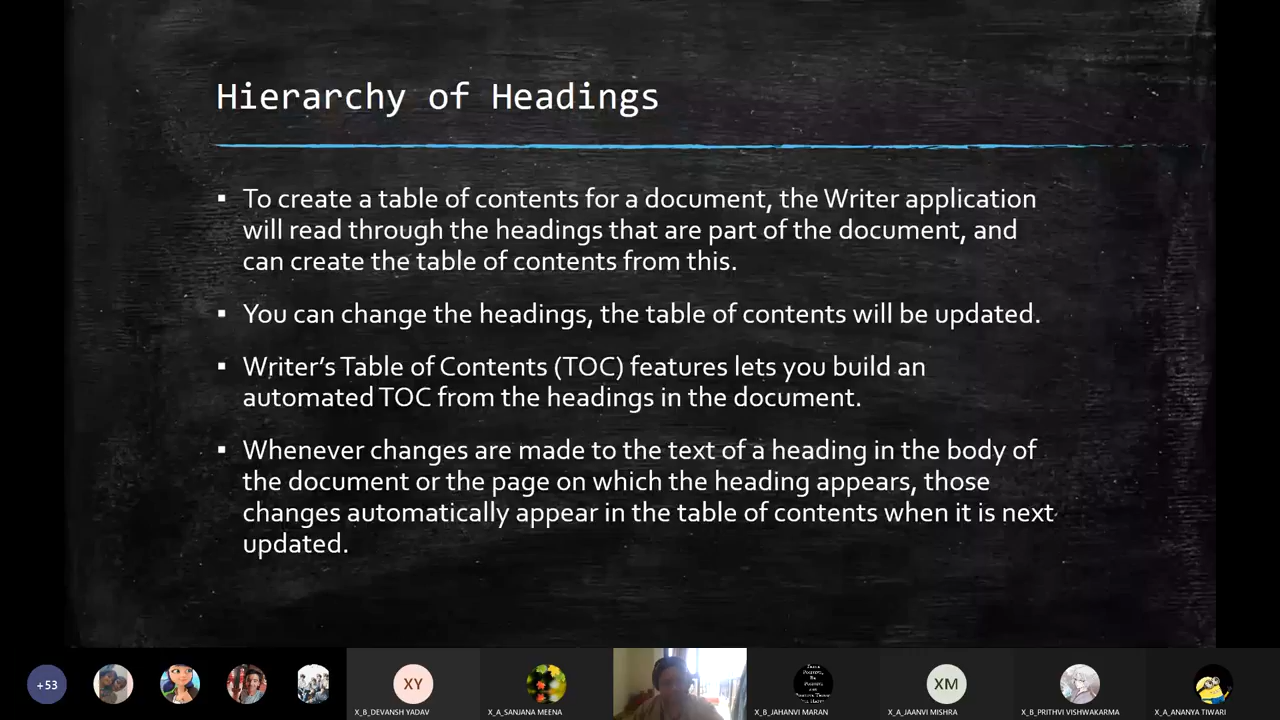 Hierarchy of Headings
▪ To create a table of contents for a document, the Writer application
will read through the headings that are part of the document, and
can create the table of contents from this.
▪ You can change the headings, the table of contents will be updated.
▪ Writer's Table of Contents (TOC) features lets you build an
automated TOC from the headings in the document.
▪ Whenever changes are made to the text of a heading in the body of
the document or the page on which the heading appears, those
changes automatically appear in the table of contents when it is next
updated.
+53
XY
XM
X_B_DEVANSH YADAV
X_A_SANJANA MEENA
X_B_JAHANVI MARAN
X_A_JAANVI MISHRA
X_B_PRITHVI VISHWAKARMA
X_A_ANANYA TIWARI